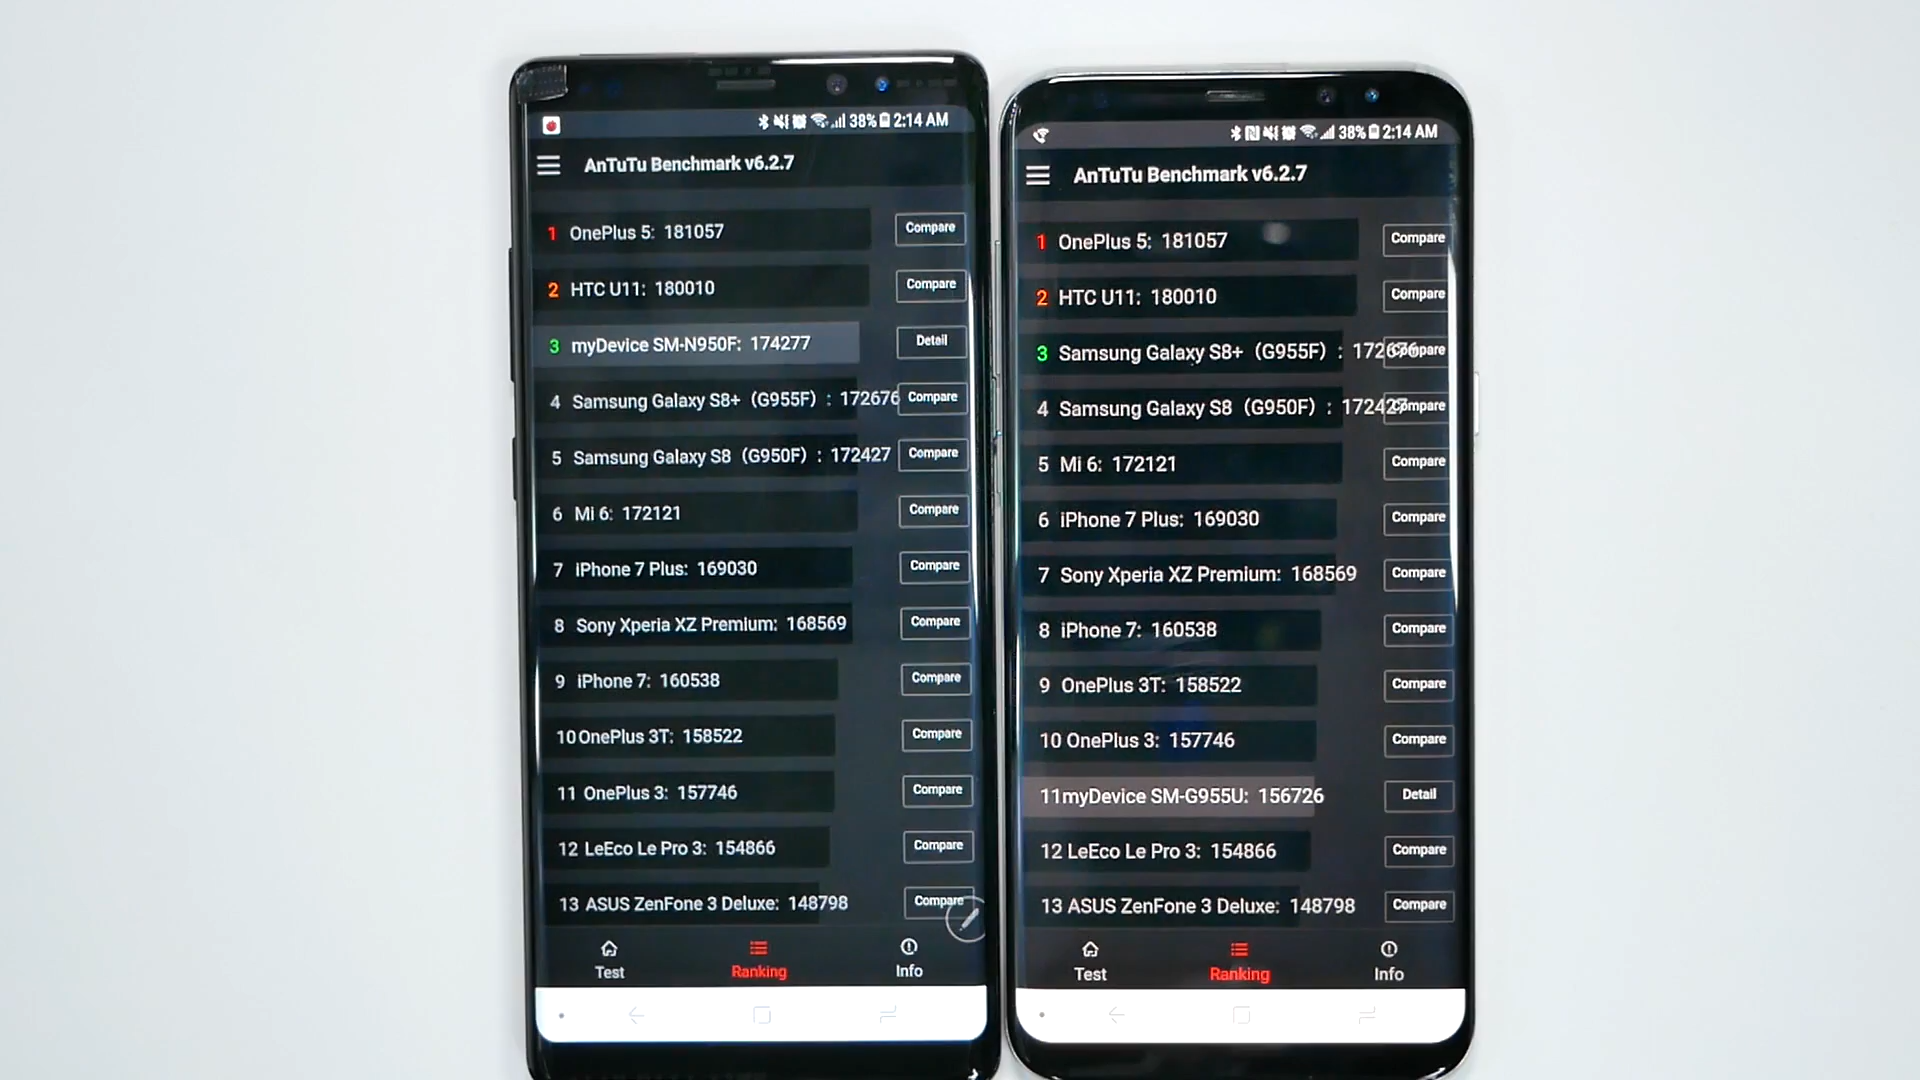 38% 2:14 AM
AnTuTu Benchmark v6.2.7
1 OnePlus 5: 181057 Compare
2 HTC U11: 180010 Compare
3 myDevice SM-N950F: 174277 Detail
4 Samsung Galaxy S8+ (G955F) : 172676 Compare
5 Samsung Galaxy S8 (G950F) : 172427 Compare
6 Mi 6: 172121 Compare
7 iPhone 7 Plus: 169030 Compare
8 Sony Xperia XZ Premium: 168569 Compare
9 iPhone 7: 160538 Compare
10 OnePlus 3T: 158522 Compare
11 OnePlus 3: 157746 Compare
12 LeEco Le Pro 3: 154866 Compare
13 ASUS ZenFone 3 Deluxe: 148798 Compare
Test Ranking Info
38% 2:14 AM
AnTuTu Benchmark v6.2.7
1 OnePlus 5: 181057 Compare
2 HTC U11: 180010 Compare
3 Samsung Galaxy S8+ (G955F) : 172676 Compare
4 Samsung Galaxy S8 (G950F) : 172427 Compare
5 Mi 6: 172121 Compare
6 iPhone 7 Plus: 169030 Compare
7 Sony Xperia XZ Premium: 168569 Compare
8 iPhone 7: 160538 Compare
9 OnePlus 3T: 158522 Compare
10 OnePlus 3: 157746 Compare
11 myDevice SM-G955U: 156726 Detail
12 LeEco Le Pro 3: 154866 Compare
13 ASUS ZenFone 3 Deluxe: 148798 Compare
Test Ranking Info